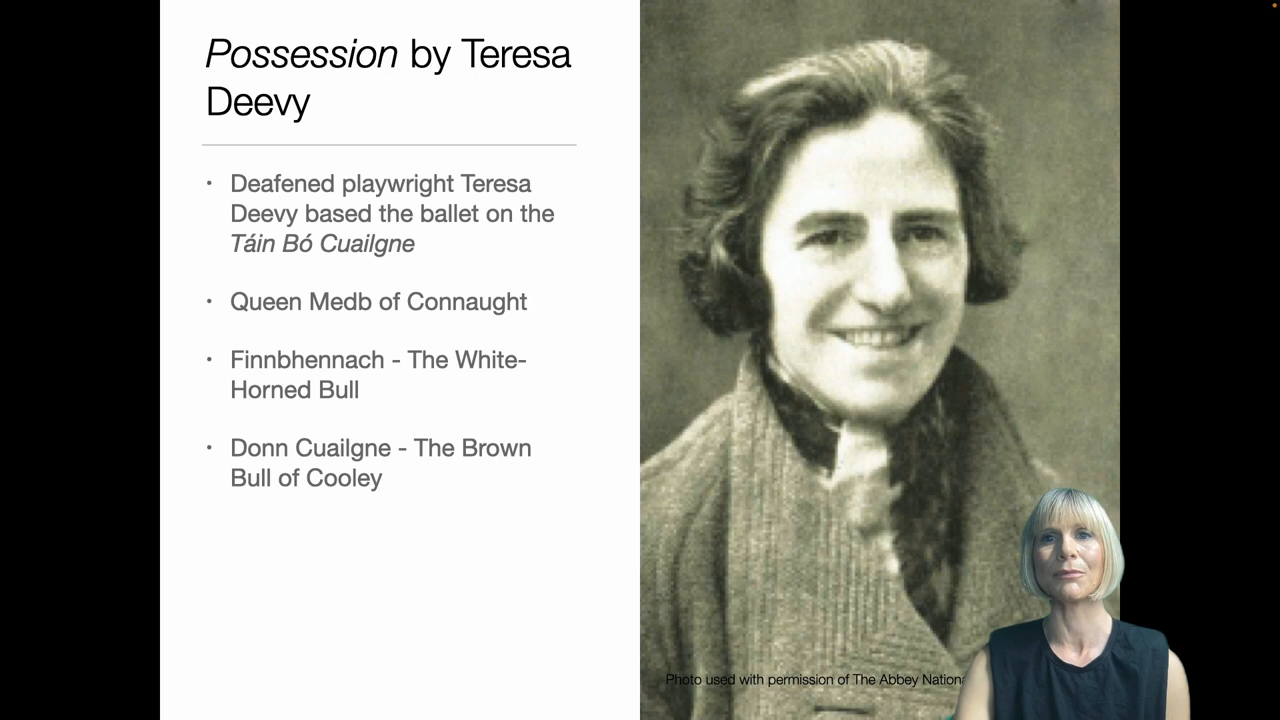 Possession by Teresa
Deevy
• Deafened playwright Teresa
Deevy based the ballet on the
Táin Bó Cuailgne
• Queen Medb of Connaught
• Finnbhennach - The White-
Horned Bull
• Donn Cuailgne - The Brown
Bull of Cooley
Photo used with permission of The Abbey